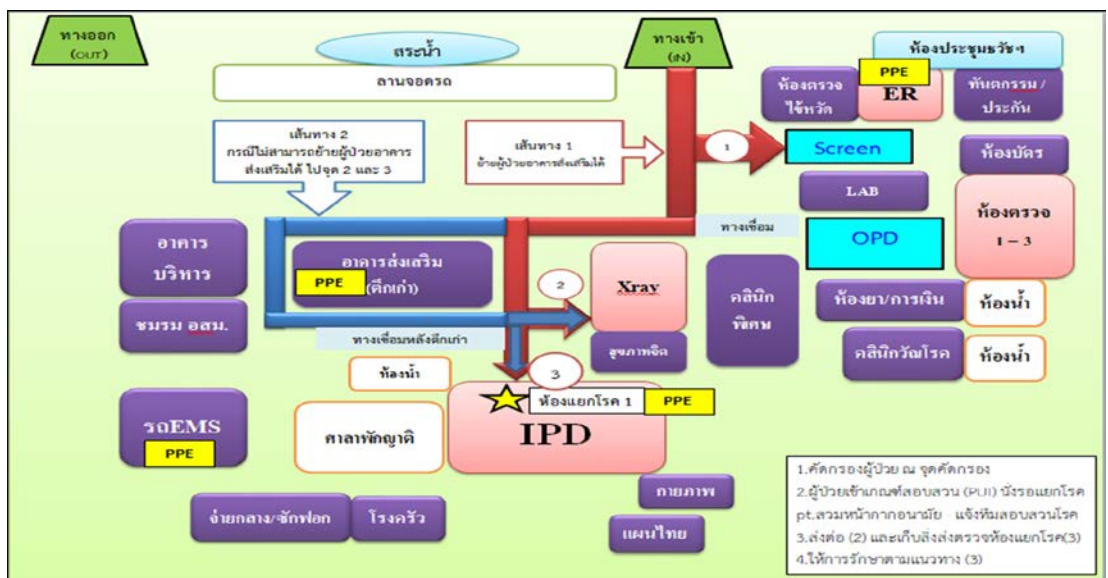 ทางออก
(OUT)
สระน้ำ
ทางเข้า
(IN)
ห้องประชุมธวัชฯ
ลานจอดรถ
ห้องตรวจ
ไข้หวัด
PPE
ER
ทันตกรรม /
ประกัน
เส้นทาง 2
กรณีไม่สามารถย้ายผู้ป่วยอาคาร
ส่งเสริมได้ ไปจุด 2 และ 3
เส้นทาง 1
ย้ายผู้ป่วยอาคารส่งเสริมได้
1
Screen
ห้องบัตร
LAB
ห้องตรวจ
1 – 3
ทางเชื่อม
OPD
อาคาร
บริหาร
อาคารส่งเสริม
PPE
(ตึกเก่า)
2
Xray
คลินิก
พิเศษ
ห้องยา/การเงิน
ห้องน้ำ
ชมรม อสม.
ทางเชื่อมหลังตึกเก่า
สุขภาพจิต
คลินิกวัณโรค
ห้องน้ำ
ห้องน้ำ
3
ห้องแยกโรค 1
PPE
IPD
รถEMS
PPE
ศาลาพักญาติ
กายภาพ
จ่ายกลาง/ซักฟอก
โรงครัว
แผนไทย
1.คัดกรองผู้ป่วย ณ จุดคัดกรอง
2.ผู้ป่วยเข้าเกณฑ์สอบสวน (PUI) นั่งรอแยกโรค
pt.สวมหน้ากากอนามัย - แจ้งทีมสอบสวนโรค
3.ส่งต่อ (2) และเก็บสิ่งส่งตรวจห้องแยกโรค(3)
4.ให้การรักษาตามแนวทาง (3)